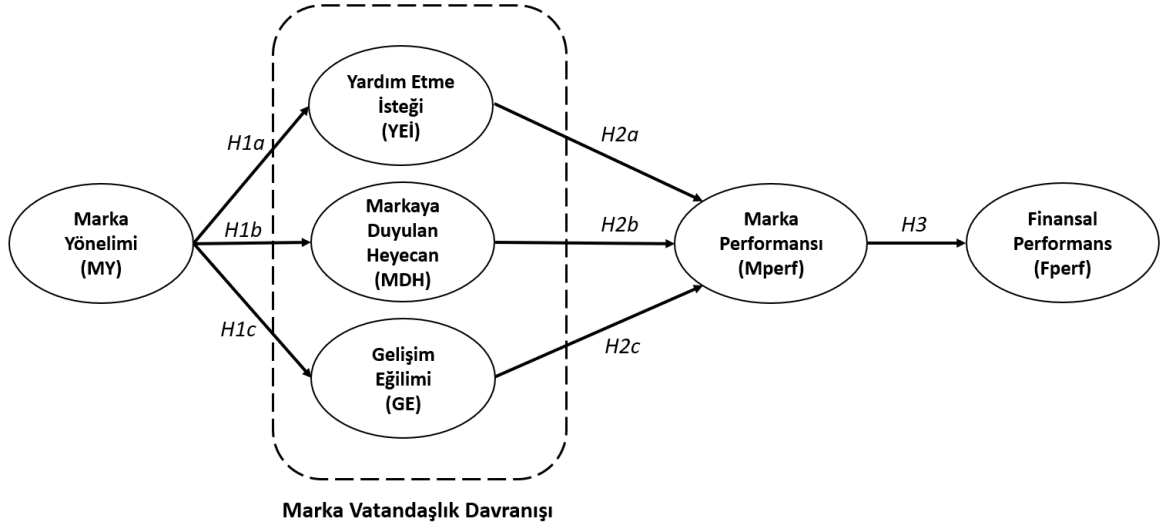 Yardım Etme
İsteği
(YEİ)
H1a
H2a
Marka
Yönelimi
(MY)
H1b
Markaya
Duyulan
Heyecan
(MDH)
H2b
Marka
Performansı
(Mperf)
H3
Finansal
Performans
(Fperf)
H1c
Gelişim
Eğilimi
(GE)
H2c
Marka Vatandaşlık Davranışı